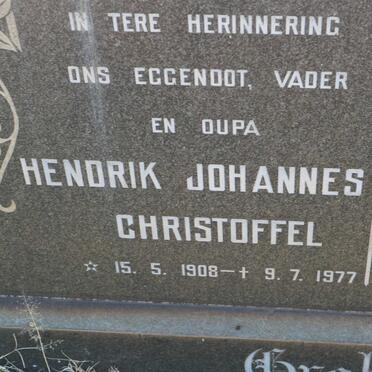 IN TERE HERINNERING
ONS EGGENOOT, VADER
EN OUPA
HENDRIK JOHANNES
CHRISTOFFEL
☆ 15. 5. 1908 – † 9. 7. 1977